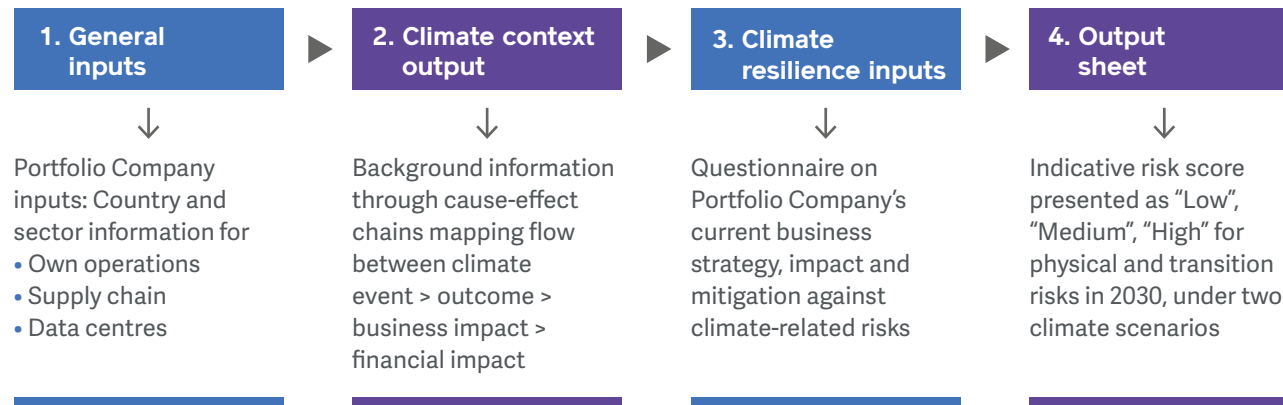 1. General
inputs
Portfolio Company
inputs: Country and
sector information for
• Own operations
• Supply chain
• Data centres
2. Climate context
output
Background information
through cause-effect
chains mapping flow
between climate
event > outcome >
business impact >
financial impact
3. Climate
resilience inputs
Questionnaire on
Portfolio Company’s
current business
strategy, impact and
mitigation against
climate-related risks
4. Output
sheet
Indicative risk score
presented as “Low”,
“Medium”, “High” for
physical and transition
risks in 2030, under two
climate scenarios